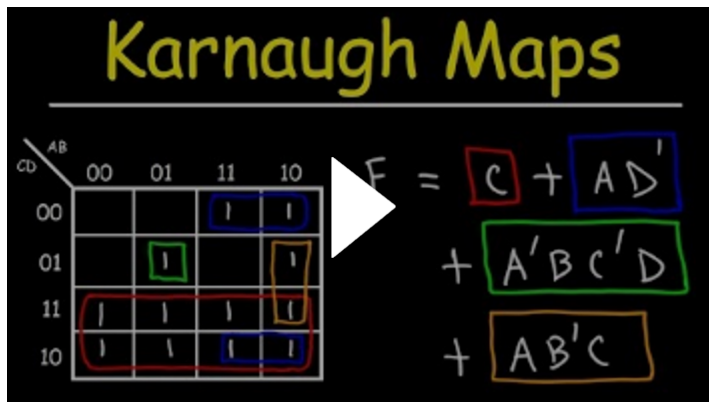 Karnaugh Maps
AB
CD 00 01 11 10
00 1 1
01 1 1
11 1 1 1 1
10 1 1 1 1
F = C + AD'
+ A'BC'D
+ AB'C